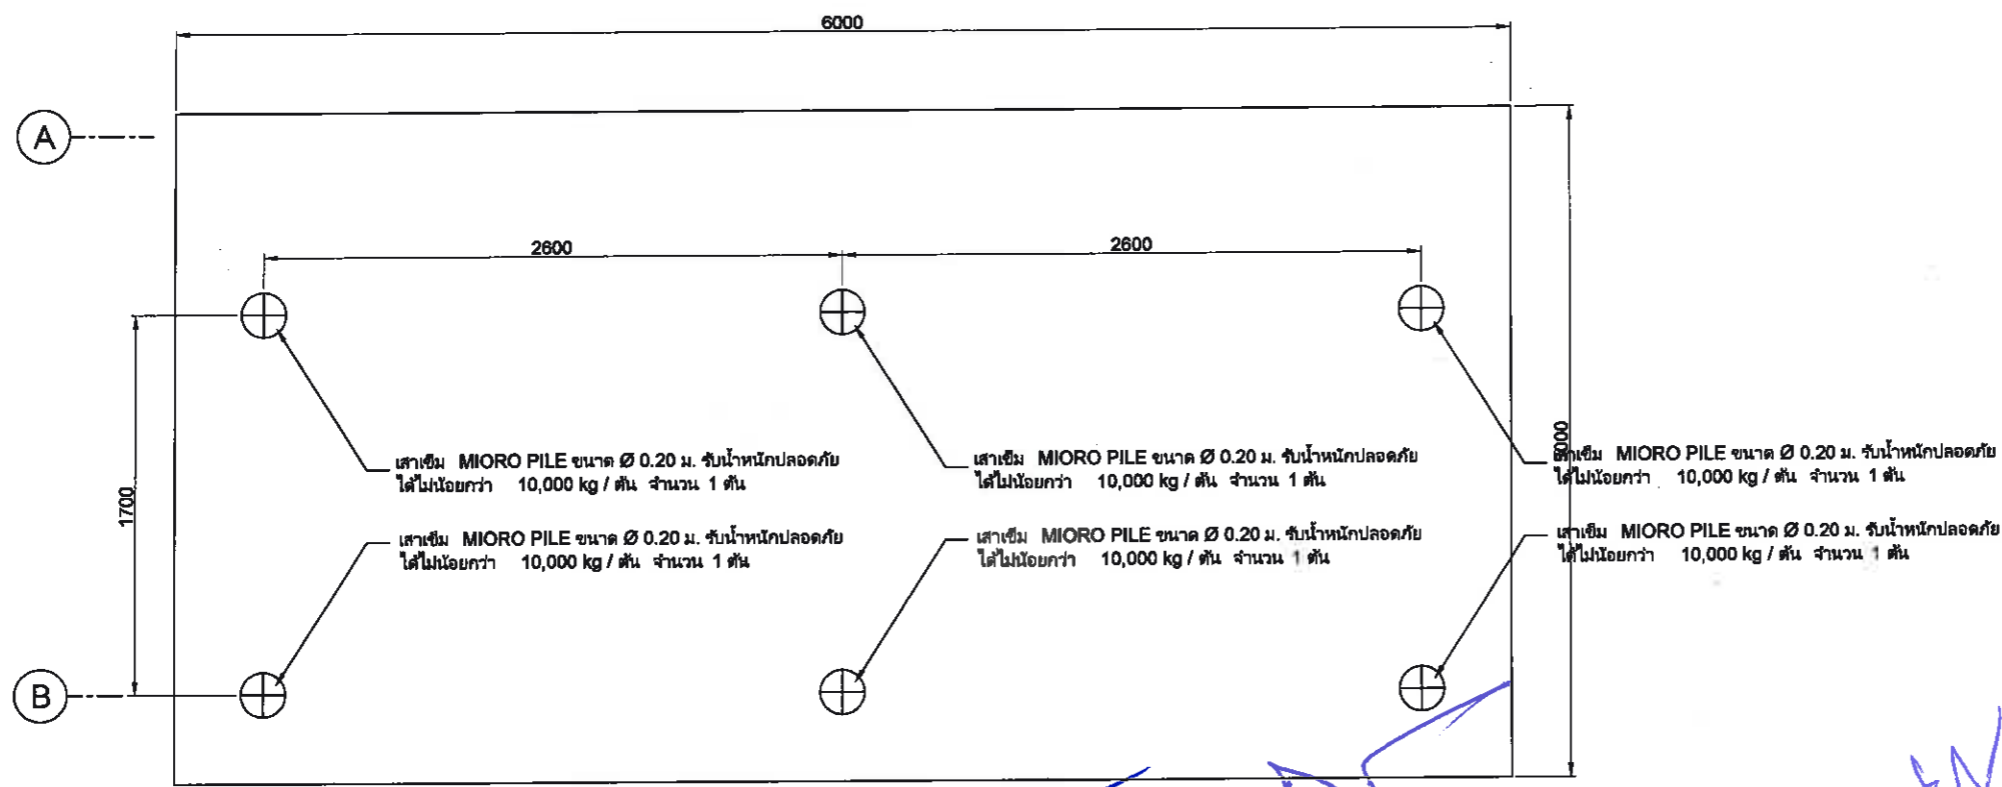 6000
A
2600
2600
เสาเข็ม MIORO PILE ขนาด Ø 0.20 ม. รับน้ำหนักปลอดภัย
ได้ไม่น้อยกว่า 10,000 kg / ต้น จำนวน 1 ต้น
เสาเข็ม MIORO PILE ขนาด Ø 0.20 ม. รับน้ำหนักปลอดภัย
ได้ไม่น้อยกว่า 10,000 kg / ต้น จำนวน 1 ต้น
เสาเข็ม MIORO PILE ขนาด Ø 0.20 ม. รับน้ำหนักปลอดภัย
ได้ไม่น้อยกว่า 10,000 kg / ต้น จำนวน 1 ต้น
1700
เสาเข็ม MIORO PILE ขนาด Ø 0.20 ม. รับน้ำหนักปลอดภัย
ได้ไม่น้อยกว่า 10,000 kg / ต้น จำนวน 1 ต้น
เสาเข็ม MIORO PILE ขนาด Ø 0.20 ม. รับน้ำหนักปลอดภัย
ได้ไม่น้อยกว่า 10,000 kg / ต้น จำนวน 1 ต้น
เสาเข็ม MIORO PILE ขนาด Ø 0.20 ม. รับน้ำหนักปลอดภัย
ได้ไม่น้อยกว่า 10,000 kg / ต้น จำนวน 1 ต้น
B